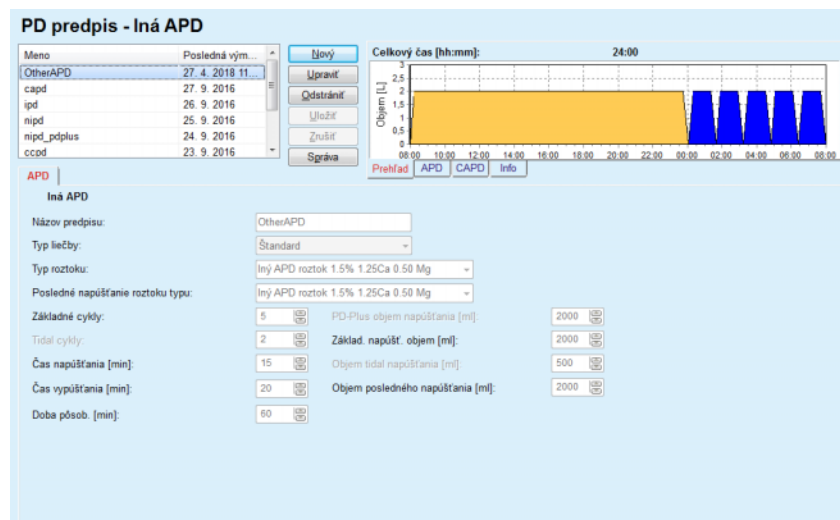 PD predpis - Iná APD
Meno Posledná vým...
OtherAPD 27. 4. 2018 11...
capd 27. 9. 2016
ipd 26. 9. 2016
nipd 25. 9. 2016
nipd_pdplus 24. 9. 2016
ccpd 23. 9. 2016
Nový
Upraviť
Odstrániť
Uložiť
Zrušiť
Správa
Celkový čas [hh:mm]: 24:00
Objem [L]
3
2,5
2
1,5
1
0,5
0
08:00 10:00 12:00 14:00 16:00 18:00 20:00 22:00 00:00 02:00 04:00 06:00 08:00
Prehľad APD CAPD Info
APD
Iná APD
Názov predpisu: OtherAPD
Typ liečby: Štandard
Typ roztoku: Iný APD roztok 1.5% 1.25Ca 0.50 Mg
Posledné napúšťanie roztoku typu: Iný APD roztok 1.5% 1.25Ca 0.50 Mg
Základné cykly: 5 PD-Plus objem napúšťania [ml]: 2000
Tidal cykly: 2 Základ. napúšť. objem [ml]: 2000
Čas napúšťania [min]: 15 Objem tidal napúšťania [ml]: 500
Čas vypúšťania [min]: 20 Objem posledného napúšťania [ml]: 2000
Doba pôsob. [min]: 60